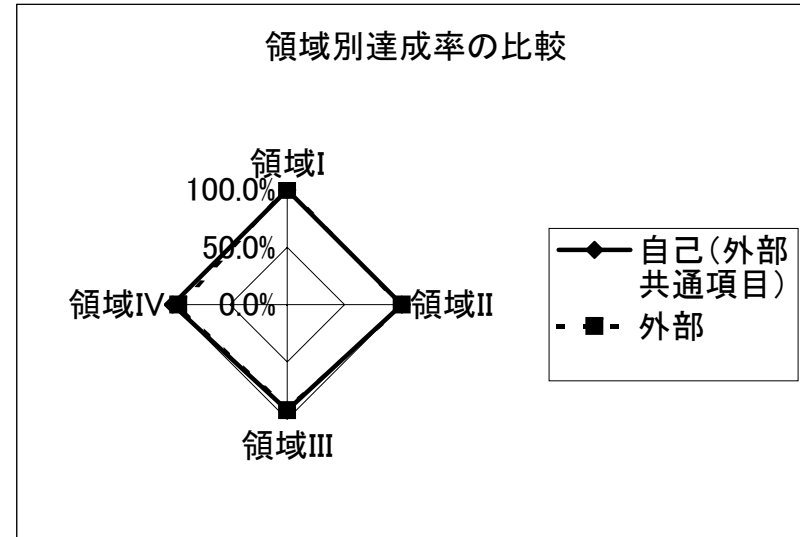 領域別達成率の比較
領域I
100.0%
50.0%
領域IV
0.0%
領域II
領域III
自己(外部
共通項目)
外部